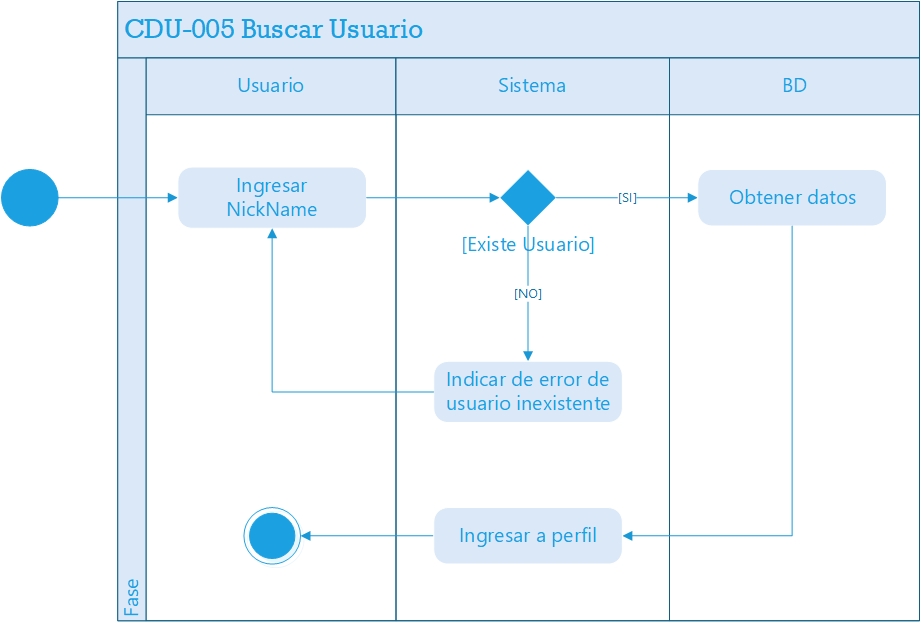 CDU-005 Buscar Usuario
Usuario
Sistema
BD
Ingresar
NickName
[SI]
Obtener datos
[Existe Usuario]
[NO]
Indicar de error de
usuario inexistente
Ingresar a perfil
Fase